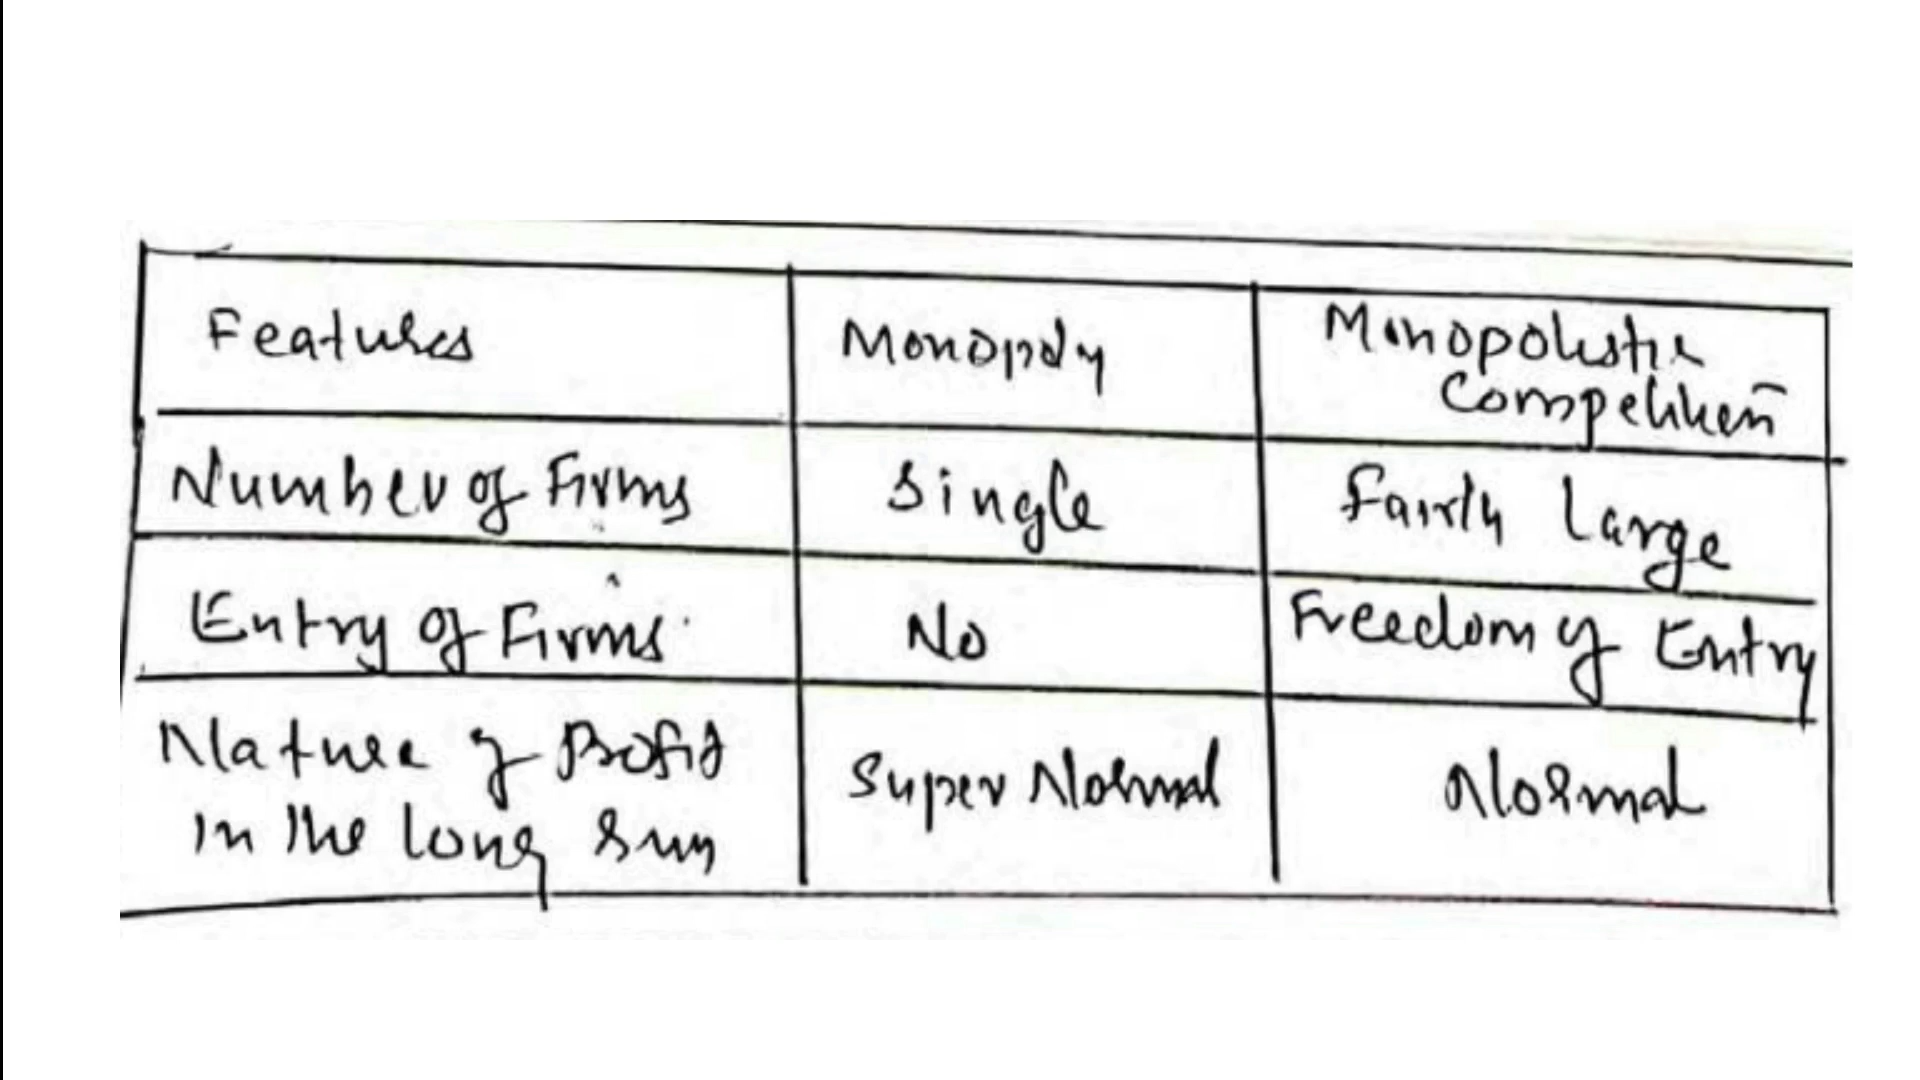 Features Monopoly Monopolistic
Competition
Number of Firms Single Fairly Large
Entry of Firms No Freedom of Entry
Nature of Profit Super Normal Normal
in the long run